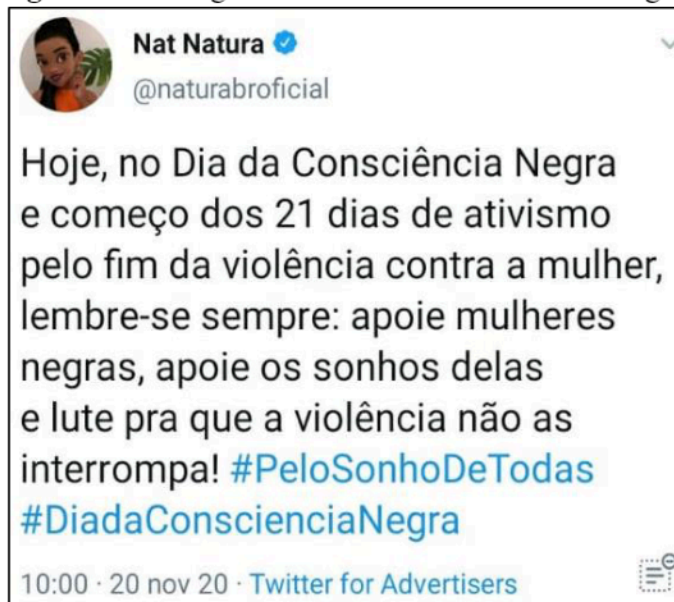 Nat Natura
@naturabroficial
Hoje, no Dia da Consciência Negra
e começo dos 21 dias de ativismo
pelo fim da violência contra a mulher,
lembre-se sempre: apoie mulheres
negras, apoie os sonhos delas
e lute pra que a violência não as
interrompa! #PeloSonhoDeTodas
#DiadaConscienciaNegra
10:00 · 20 nov 20 · Twitter for Advertisers